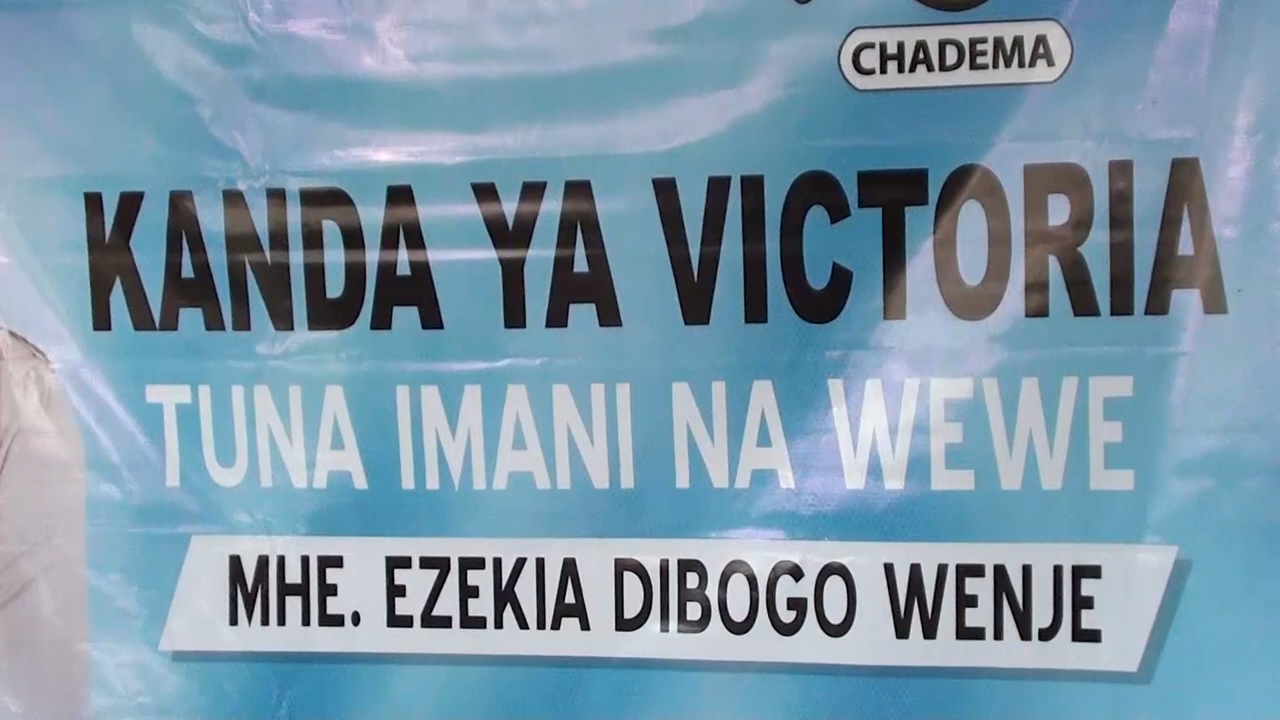 CHADEMA
KANDA YA VICTORIA
TUNA IMANI NA WEWE
MHE. EZEKIA DIBOGO WENJE